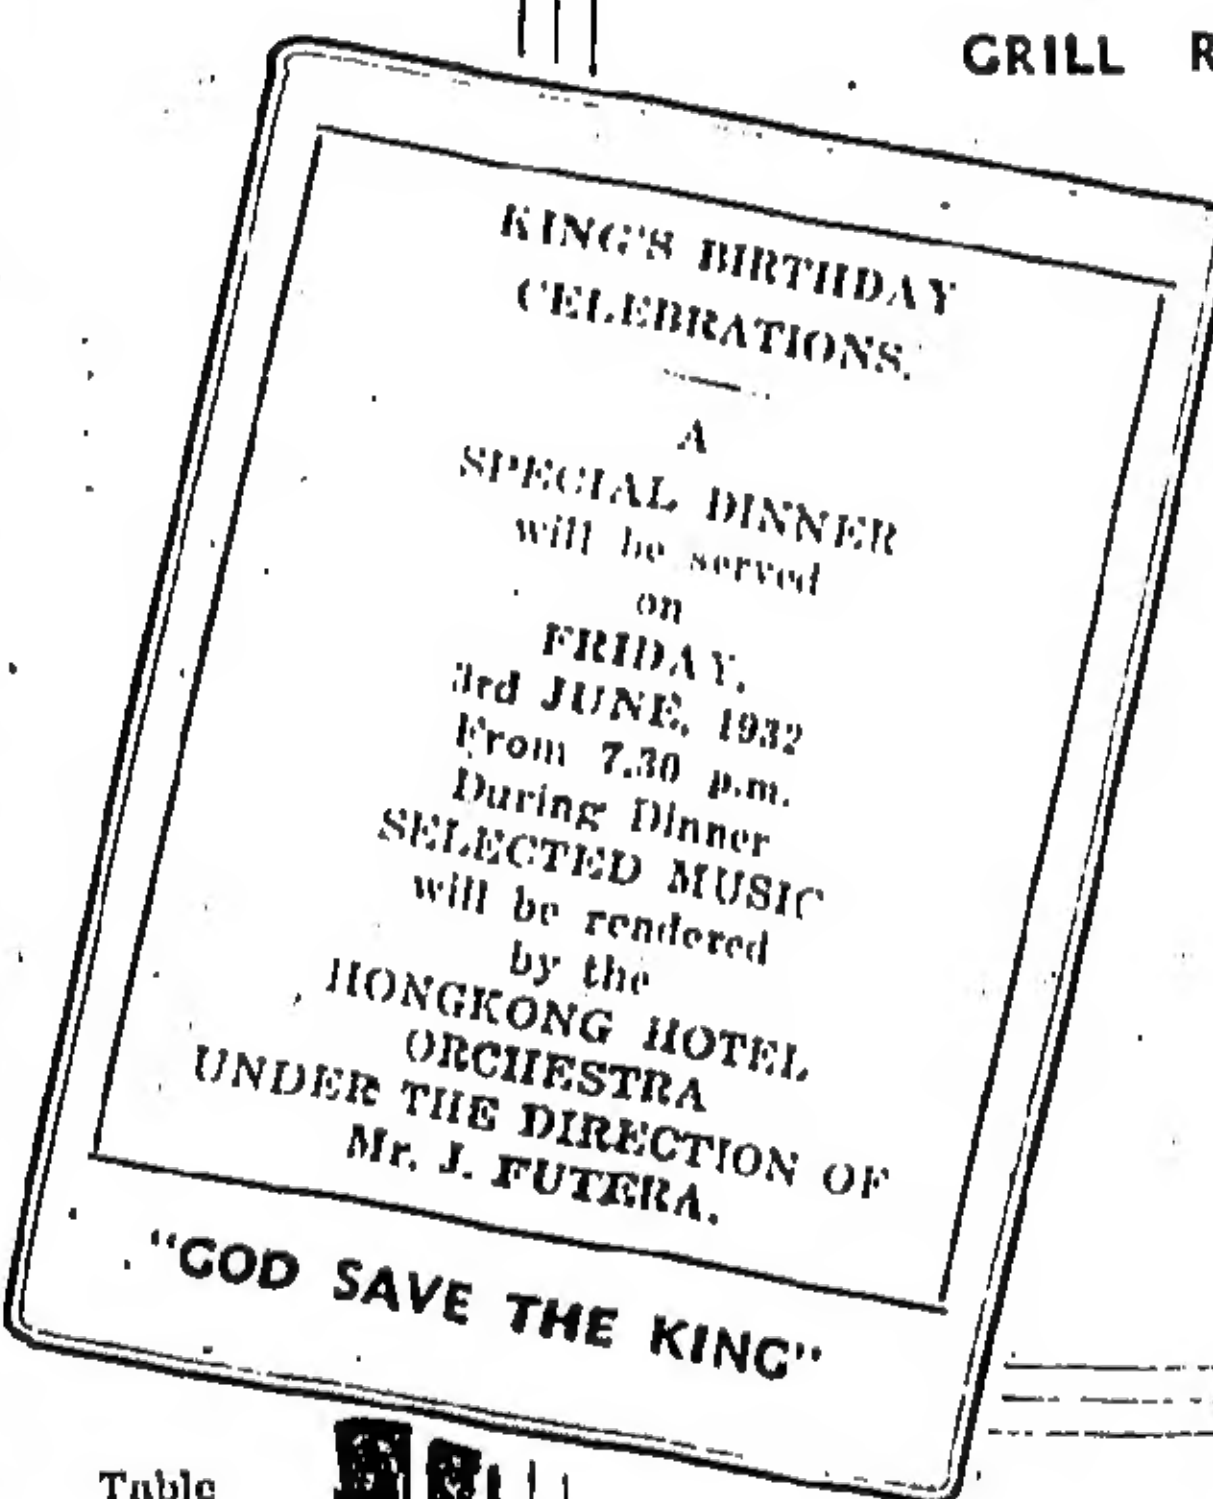 GRILL R
KING'S BIRTHDAY
CELEBRATIONS.
A
SPECIAL DINNER
will be served
on
FRIDAY,
3rd JUNE, 1932
From 7.30 p.m.
During Dinner
SELECTED MUSIC
will be rendered
by the
HONGKONG HOTEL
ORCHESTRA
UNDER THE DIRECTION OF
Mr. J. FUTERA.
"GOD SAVE THE KING"
Table